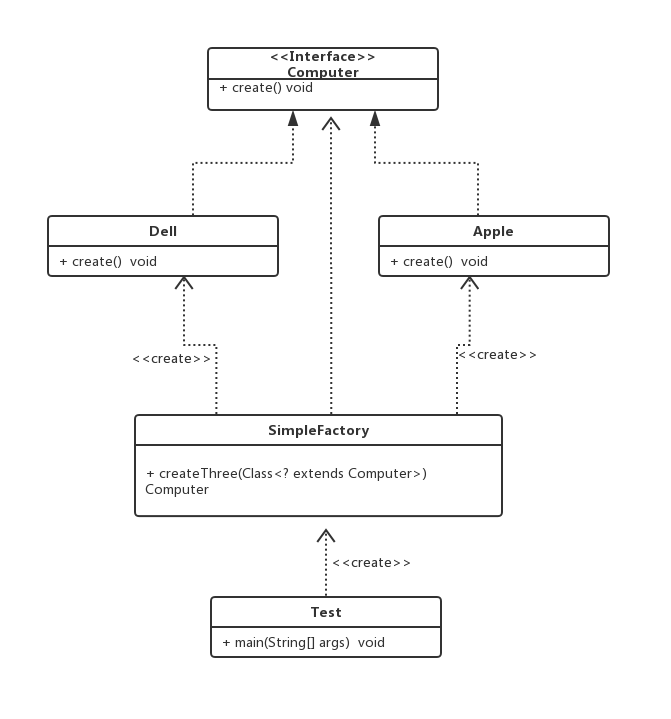 <<Interface>>
Computer
+ create() void
Dell
+ create()  void
Apple
+ create()  void
<<create>>
<<create>>
SimpleFactory
+ createThree(Class<? extends Computer>)
Computer
<<create>>
Test
+ main(String[] args)  void